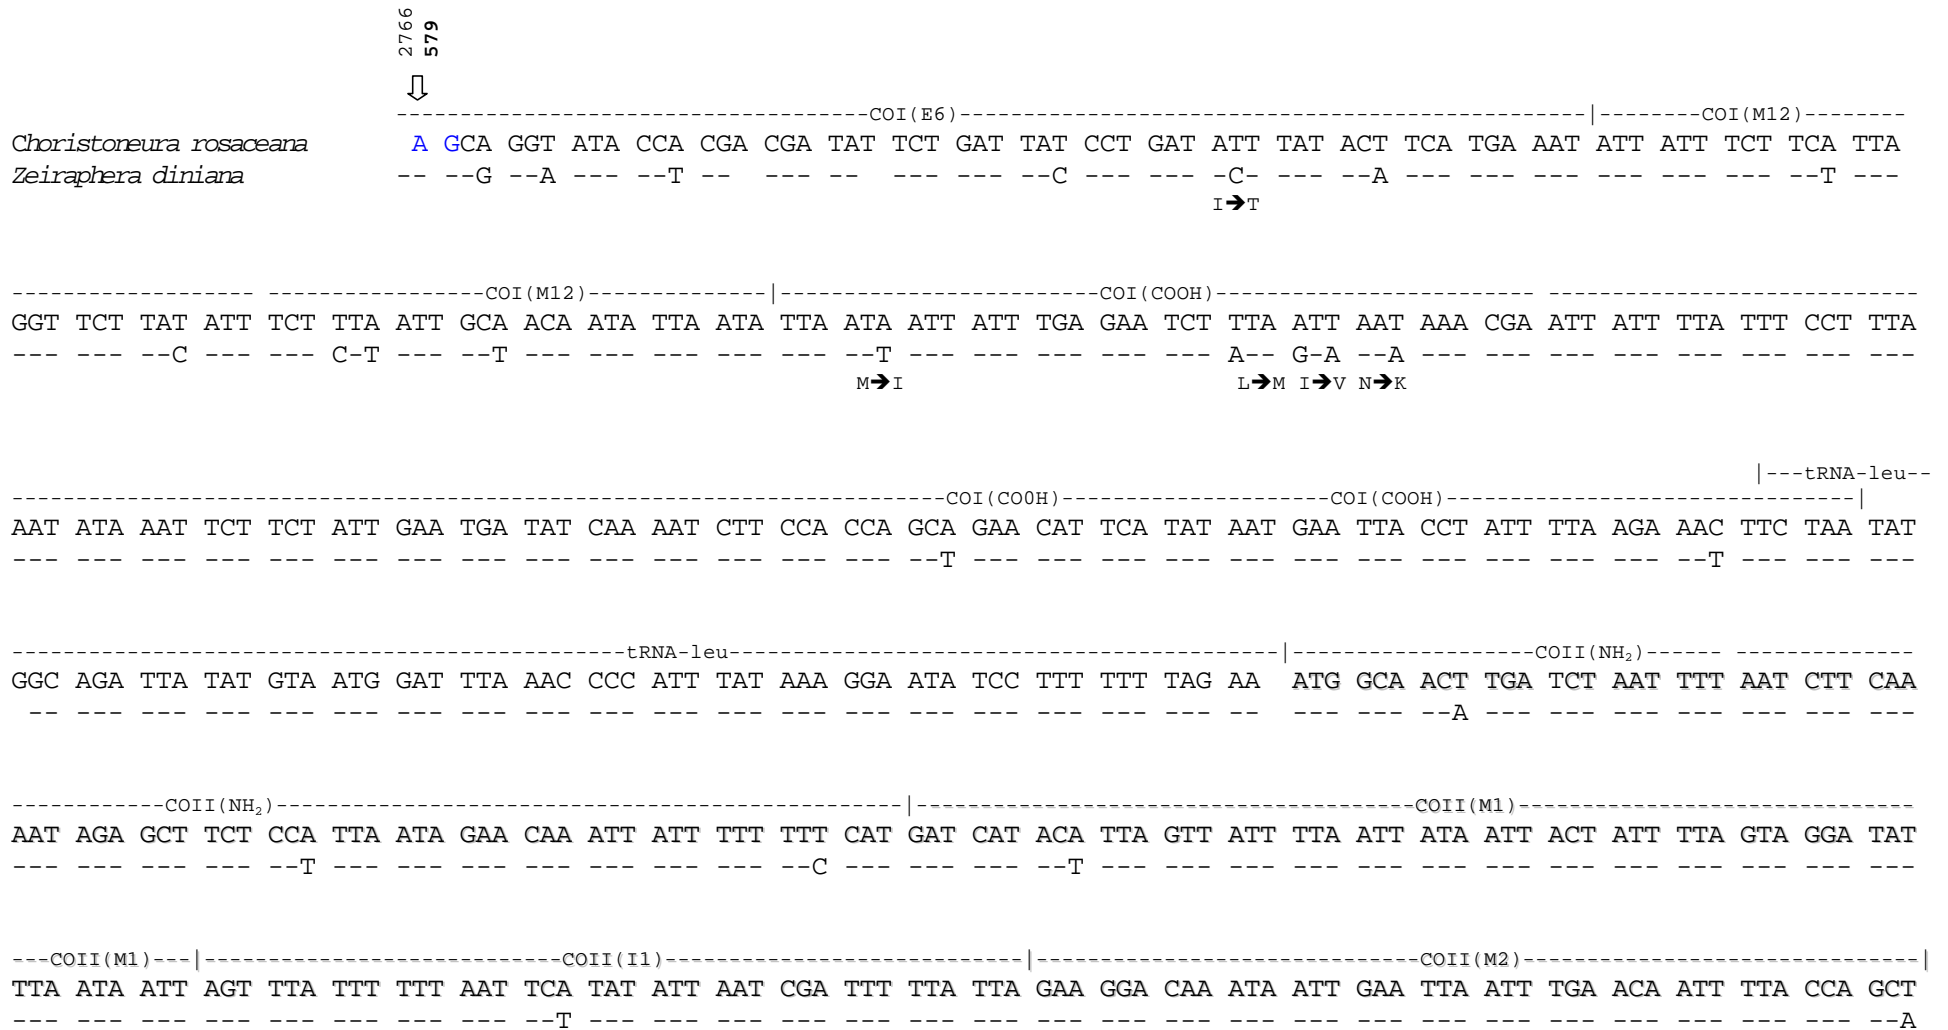 2766
579
⇩
-----------------------------------COI(E6)-----------------------------------------------|--------COI(M12)--------
Choristoneura rosaceana A GCA GGT ATA CCA CGA CGA TAT TCT GAT TAT CCT GAT ATT TAT ACT TCA TGA AAT ATT ATT TCT TCA TTA
Zeiraphera diniana -- --G --A --- --T -- --- -- --- --- --C --- --- -C- --- --A --- --- --- --- --- --- --T ---
I➔T
------------------- -----------------COI(M12)--------------|-------------------------COI(COOH)------------------------- -----------------------------
GGT TCT TAT ATT TCT TTA ATT GCA ACA ATA TTA ATA TTA ATA ATT ATT TGA GAA TCT TTA ATT AAT AAA CGA ATT ATT TTA TTT CCT TTA
--- --- --C --- --- C-T --- --T --- --- --- --- --- --T --- --- --- --- --- A-- G-A --A --- --- --- --- --- --- --- ---
M➔I L➔M I➔V N➔K
|---tRNA-leu--
-------------------------------------------------------------------------COI(CO0H)---------------------COI(COOH)--------------------------------|
AAT ATA AAT TCT TCT ATT GAA TGA TAT CAA AAT CTT CCA CCA GCA GAA CAT TCA TAT AAT GAA TTA CCT ATT TTA AGA AAC TTC TAA TAT
--- --- --- --- --- --- --- --- --- --- --- --- --- --- --T --- --- --- --- --- --- --- --- --- --- --- --T --- --- ---
------------------------------------------------tRNA-leu-------------------------------------------|-------------------COII(NH₂)------ --------------
GGC AGA TTA TAT GTA ATG GAT TTA AAC CCC ATT TAT AAA GGA ATA TCC TTT TTT TAG AA ATG GCA ACT TGA TCT AAT TTT AAT CTT CAA
-- --- --- --- --- --- --- --- --- --- --- --- --- --- --- --- --- --- --- -- --- --- --A --- --- --- --- --- --- ---
------------COII(NH₂)-------------------------------------------------|---------------------------------------COII(M1)-------------------------------
AAT AGA GCT TCT CCA TTA ATA GAA CAA ATT ATT TTT TTT CAT GAT CAT ACA TTA GTT ATT TTA ATT ATA ATT ACT ATT TTA GTA GGA TAT
--- --- --- --- --T --- --- --- --- --- --- --- --C --- --- --- --T --- --- --- --- --- --- --- --- --- --- --- --- ---
---COII(M1)---|----------------------------COII(I1)----------------------------|------------------------------COII(M2)-------------------------------|
TTA ATA ATT AGT TTA TTT TTT AAT TCA TAT ATT AAT CGA TTT TTA TTA GAA GGA CAA ATA ATT GAA TTA ATT TGA ACA ATT TTA CCA GCT
--- --- --- --- --- --- --- --- --T --- --- --- --- --- --- --- --- --- --- --- --- --- --- --- --- --- --- --- --- --A